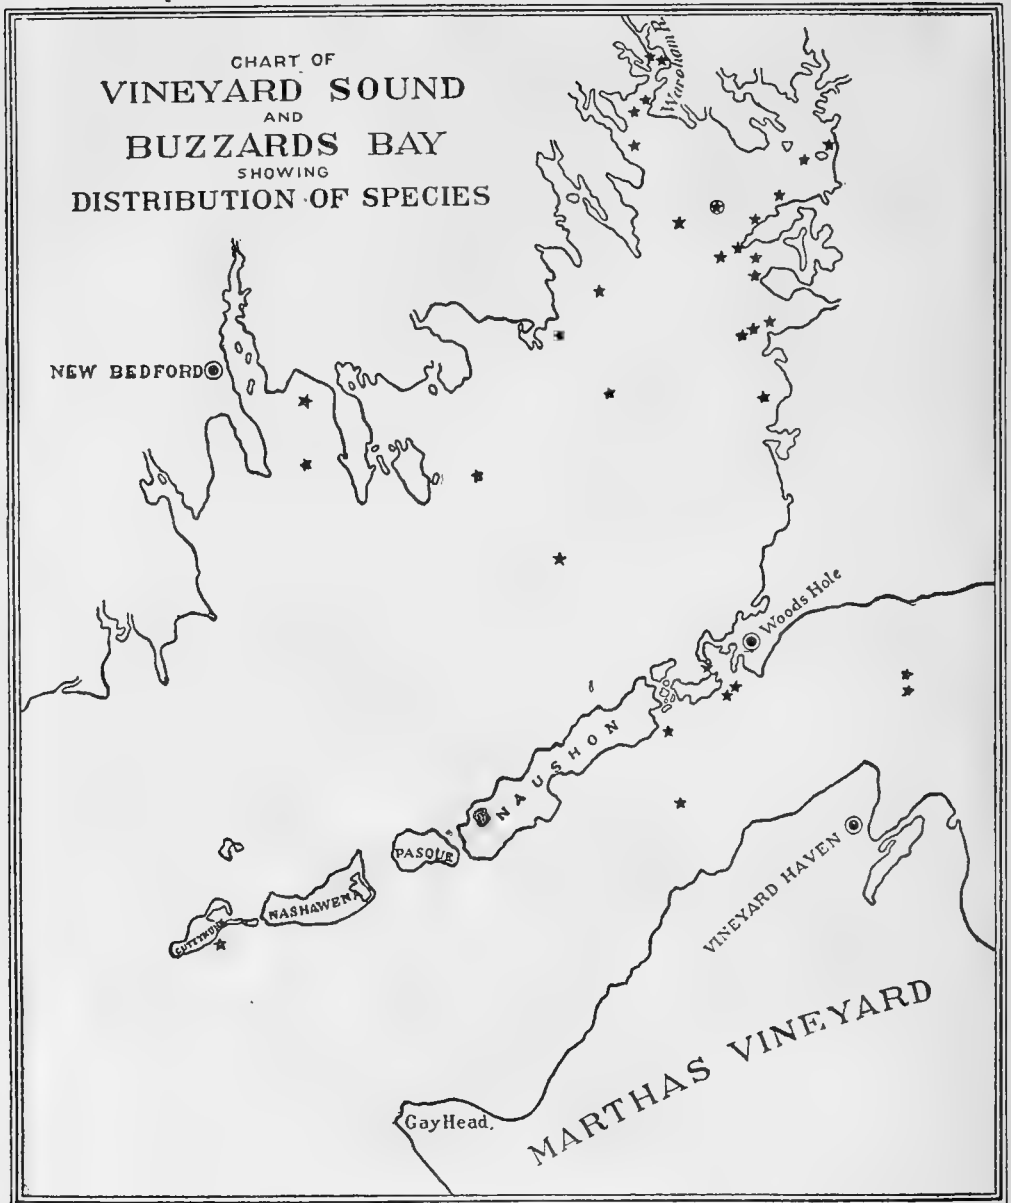 CHART OF
VINEYARD SOUND
AND
BUZZARDS BAY
SHOWING
DISTRIBUTION OF SPECIES
Wareham R.
NEW BEDFORD
Woods Hole
NAUSHON
PASQUE
NASHAWENA
CUTTYHUNK
VINEYARD HAVEN
MARTHAS VINEYARD
Gay Head.